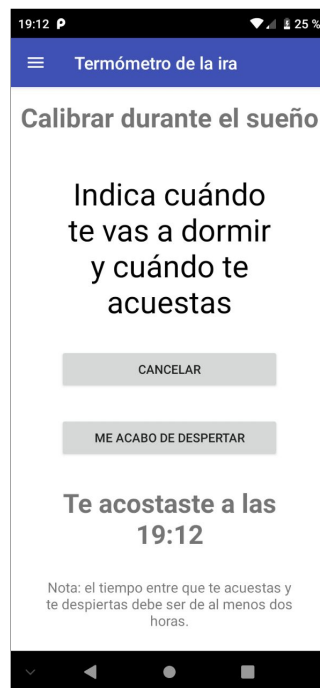 19:12 P 25 %
Termómetro de la ira
Calibrar durante el sueño
Indica cuándo
te vas a dormir
y cuándo te
acuestas
CANCELAR
ME ACABO DE DESPERTAR
Te acostaste a las
19:12
Nota: el tiempo entre que te acuestas y
te despiertas debe ser de al menos dos
horas.